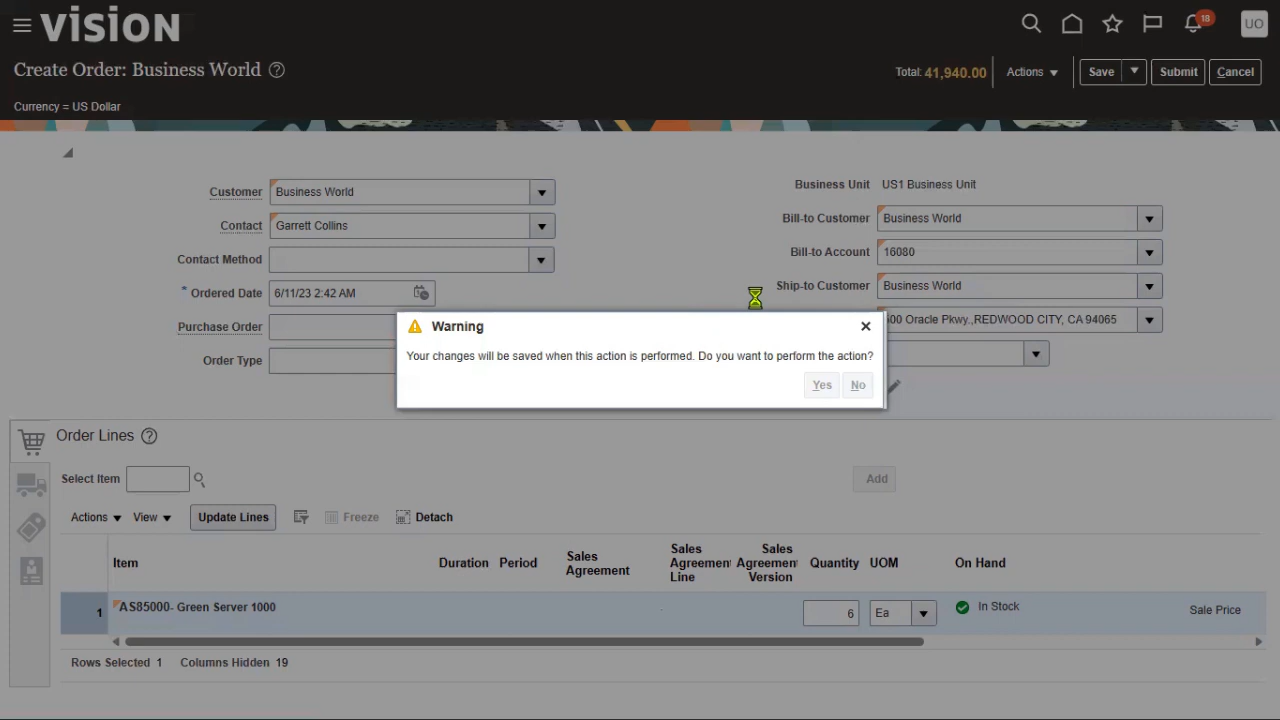 vision
18
UO
Create Order: Business World
Total: 41,940.00
Actions
Save
Submit
Cancel
Currency = US Dollar
Customer
Business World
Contact
Garrett Collins
Contact Method
* Ordered Date
6/11/23 2:42 AM
Purchase Order
Order Type
Business Unit
US1 Business Unit
Bill-to Customer
Business World
Bill-to Account
16080
Ship-to Customer
Business World
00 Oracle Pkwy.,REDWOOD CITY, CA 94065
Warning
Your changes will be saved when this action is performed. Do you want to perform the action?
Yes
No
Order Lines
Select Item
Add
Actions
View
Update Lines
Freeze
Detach
Item
Duration
Period
Sales Agreement
Sales Agreement Line
Sales Agreement Version
Quantity
UOM
On Hand
1
AS85000- Green Server 1000
6
Ea
In Stock
Sale Price
Rows Selected 1
Columns Hidden 19